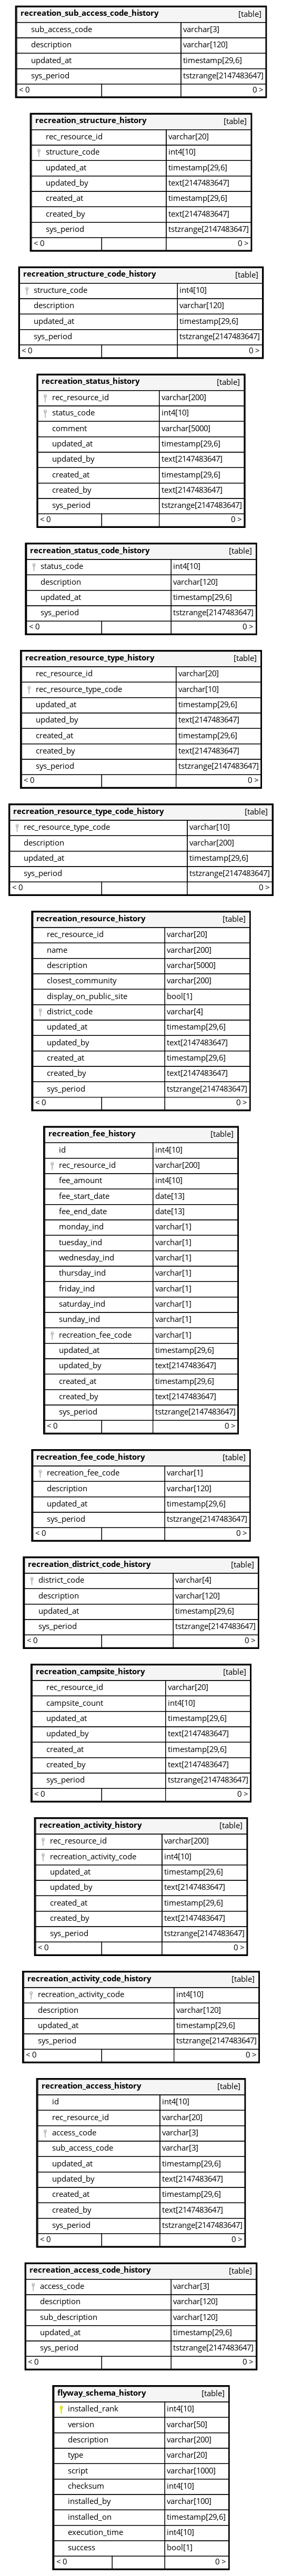 recreation_sub_access_code_history [table]
sub_access_code varchar[3]
description varchar[120]
updated_at timestamp[29,6]
sys_period tstzrange[2147483647]
< 0 0 >
recreation_structure_history [table]
rec_resource_id varchar[20]
structure_code int4[10]
updated_at timestamp[29,6]
updated_by text[2147483647]
created_at timestamp[29,6]
created_by text[2147483647]
sys_period tstzrange[2147483647]
< 0 0 >
recreation_structure_code_history [table]
structure_code int4[10]
description varchar[120]
updated_at timestamp[29,6]
sys_period tstzrange[2147483647]
< 0 0 >
recreation_status_history [table]
rec_resource_id varchar[200]
status_code int4[10]
comment varchar[5000]
updated_at timestamp[29,6]
updated_by text[2147483647]
created_at timestamp[29,6]
created_by text[2147483647]
sys_period tstzrange[2147483647]
< 0 0 >
recreation_status_code_history [table]
status_code int4[10]
description varchar[120]
updated_at timestamp[29,6]
sys_period tstzrange[2147483647]
< 0 0 >
recreation_resource_type_history [table]
rec_resource_id varchar[20]
rec_resource_type_code varchar[10]
updated_at timestamp[29,6]
updated_by text[2147483647]
created_at timestamp[29,6]
created_by text[2147483647]
sys_period tstzrange[2147483647]
< 0 0 >
recreation_resource_type_code_history [table]
rec_resource_type_code varchar[10]
description varchar[200]
updated_at timestamp[29,6]
sys_period tstzrange[2147483647]
< 0 0 >
recreation_resource_history [table]
rec_resource_id varchar[20]
name varchar[200]
description varchar[5000]
closest_community varchar[200]
display_on_public_site bool[1]
district_code varchar[4]
updated_at timestamp[29,6]
updated_by text[2147483647]
created_at timestamp[29,6]
created_by text[2147483647]
sys_period tstzrange[2147483647]
< 0 0 >
recreation_fee_history [table]
id int4[10]
rec_resource_id varchar[200]
fee_amount int4[10]
fee_start_date date[13]
fee_end_date date[13]
monday_ind varchar[1]
tuesday_ind varchar[1]
wednesday_ind varchar[1]
thursday_ind varchar[1]
friday_ind varchar[1]
saturday_ind varchar[1]
sunday_ind varchar[1]
recreation_fee_code varchar[1]
updated_at timestamp[29,6]
updated_by text[2147483647]
created_at timestamp[29,6]
created_by text[2147483647]
sys_period tstzrange[2147483647]
< 0 0 >
recreation_fee_code_history [table]
recreation_fee_code varchar[1]
description varchar[120]
updated_at timestamp[29,6]
sys_period tstzrange[2147483647]
< 0 0 >
recreation_district_code_history [table]
district_code varchar[4]
description varchar[120]
updated_at timestamp[29,6]
sys_period tstzrange[2147483647]
< 0 0 >
recreation_campsite_history [table]
rec_resource_id varchar[20]
campsite_count int4[10]
updated_at timestamp[29,6]
updated_by text[2147483647]
created_at timestamp[29,6]
created_by text[2147483647]
sys_period tstzrange[2147483647]
< 0 0 >
recreation_activity_history [table]
rec_resource_id varchar[200]
recreation_activity_code int4[10]
updated_at timestamp[29,6]
updated_by text[2147483647]
created_at timestamp[29,6]
created_by text[2147483647]
sys_period tstzrange[2147483647]
< 0 0 >
recreation_activity_code_history [table]
recreation_activity_code int4[10]
description varchar[120]
updated_at timestamp[29,6]
sys_period tstzrange[2147483647]
< 0 0 >
recreation_access_history [table]
id int4[10]
rec_resource_id varchar[20]
access_code varchar[3]
sub_access_code varchar[3]
updated_at timestamp[29,6]
updated_by text[2147483647]
created_at timestamp[29,6]
created_by text[2147483647]
sys_period tstzrange[2147483647]
< 0 0 >
recreation_access_code_history [table]
access_code varchar[3]
description varchar[120]
sub_description varchar[120]
updated_at timestamp[29,6]
sys_period tstzrange[2147483647]
< 0 0 >
flyway_schema_history [table]
installed_rank int4[10]
version varchar[50]
description varchar[200]
type varchar[20]
script varchar[1000]
checksum int4[10]
installed_by varchar[100]
installed_on timestamp[29,6]
execution_time int4[10]
success bool[1]
< 0 0 >